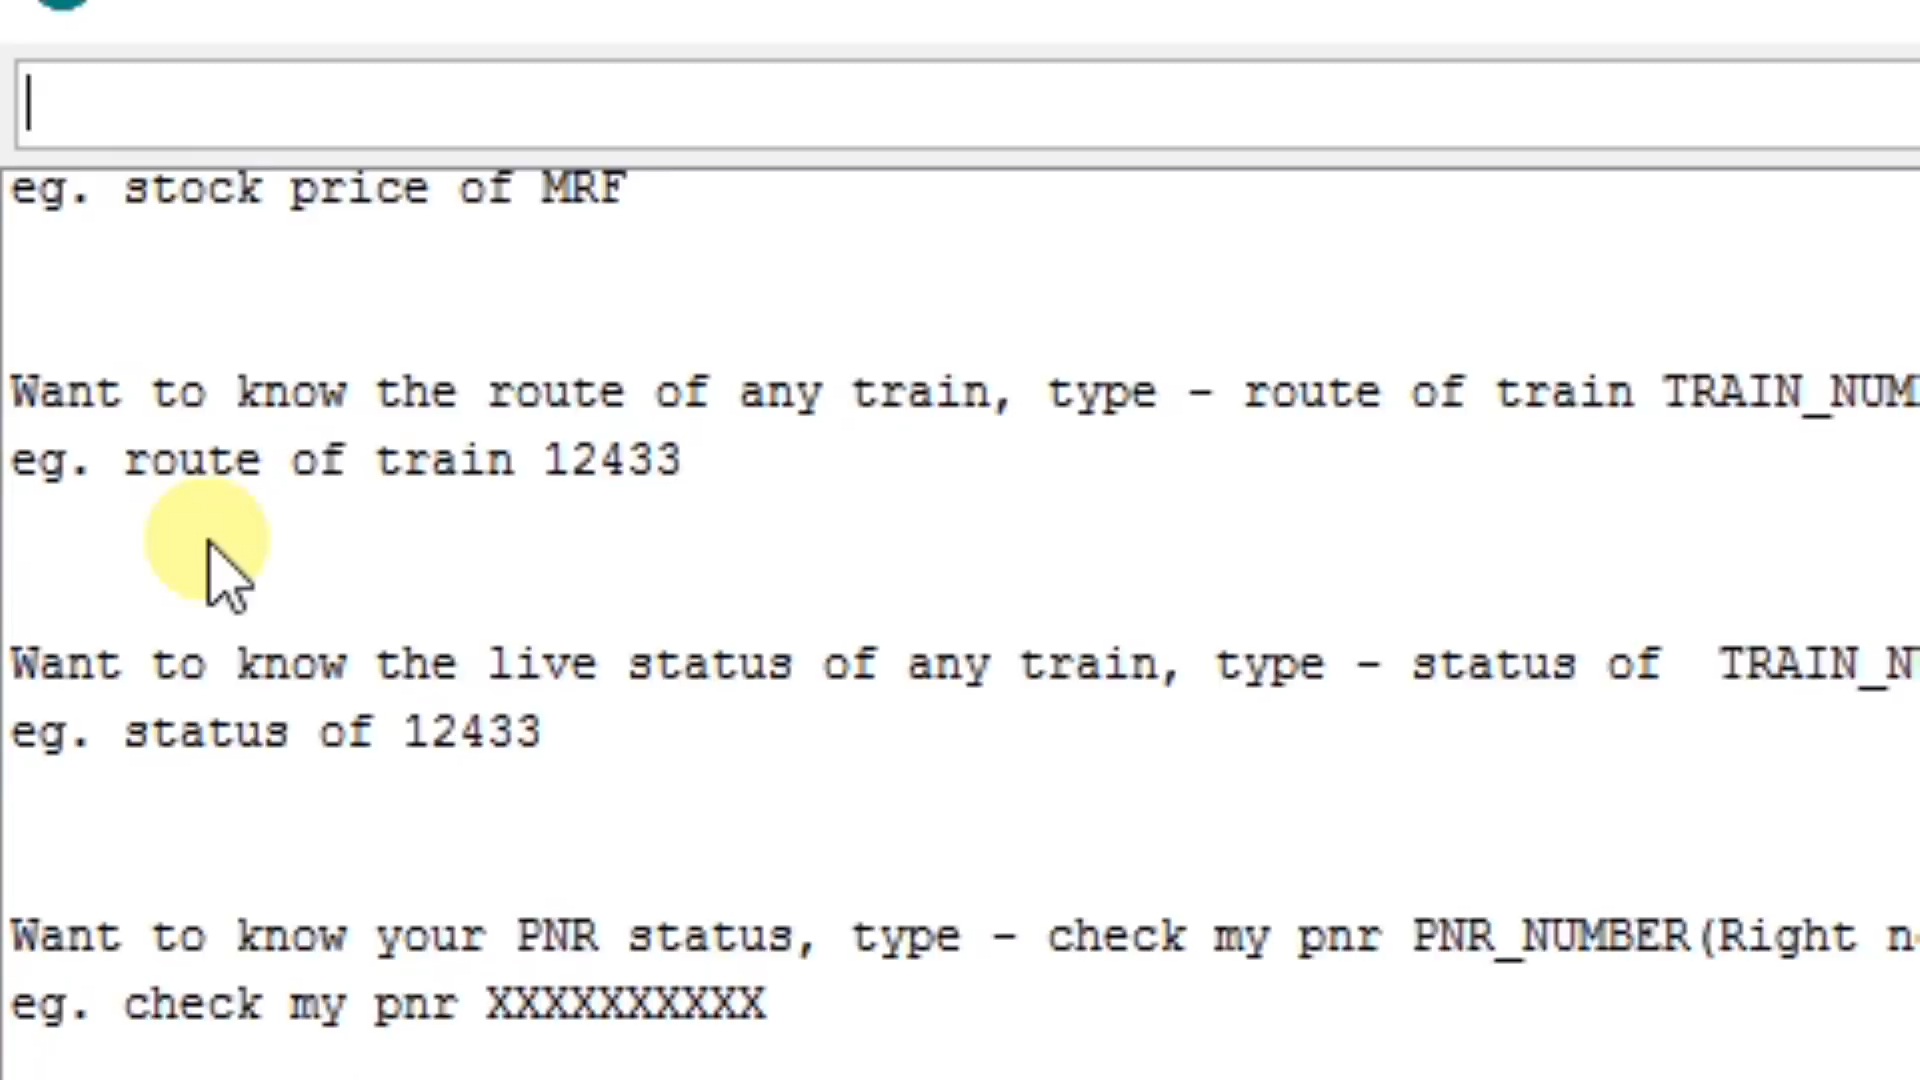 eg. stock price of MRF
Want to know the route of any train, type - route of train
eg. route of train 12433
Want to know the live status of any train, type - status of
eg. status of 12433
Want to know your PNR status, type - check my pnr PNR_NUMBER(Right
eg. check my pnr XXXXXXXXXX